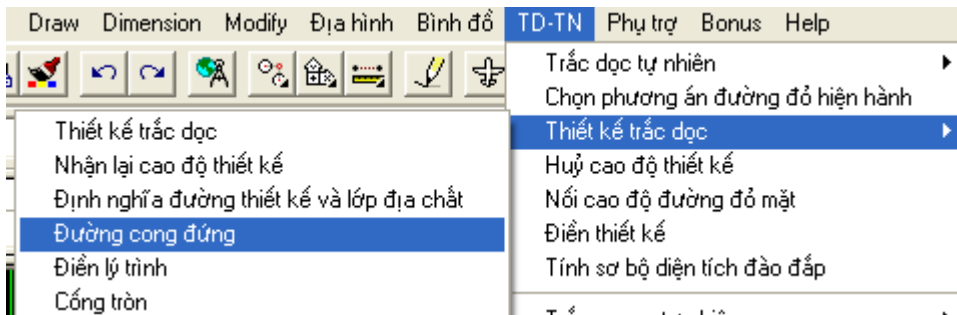 Draw Dimension Modify Địa hình Bình đồ TD-TN Phụ trợ Bonus Help
Trắc dọc tự nhiên
Chọn phương án đường đỏ hiện hành
Thiết kế trắc dọc
Huỷ cao độ thiết kế
Nối cao độ đường đỏ mặt
Điền thiết kế
Tính sơ bộ diện tích đào đắp
Thiết kế trắc dọc
Nhận lại cao độ thiết kế
Định nghĩa đường thiết kế và lớp địa chất
Đường cong đứng
Điền lý trình
Cống tròn